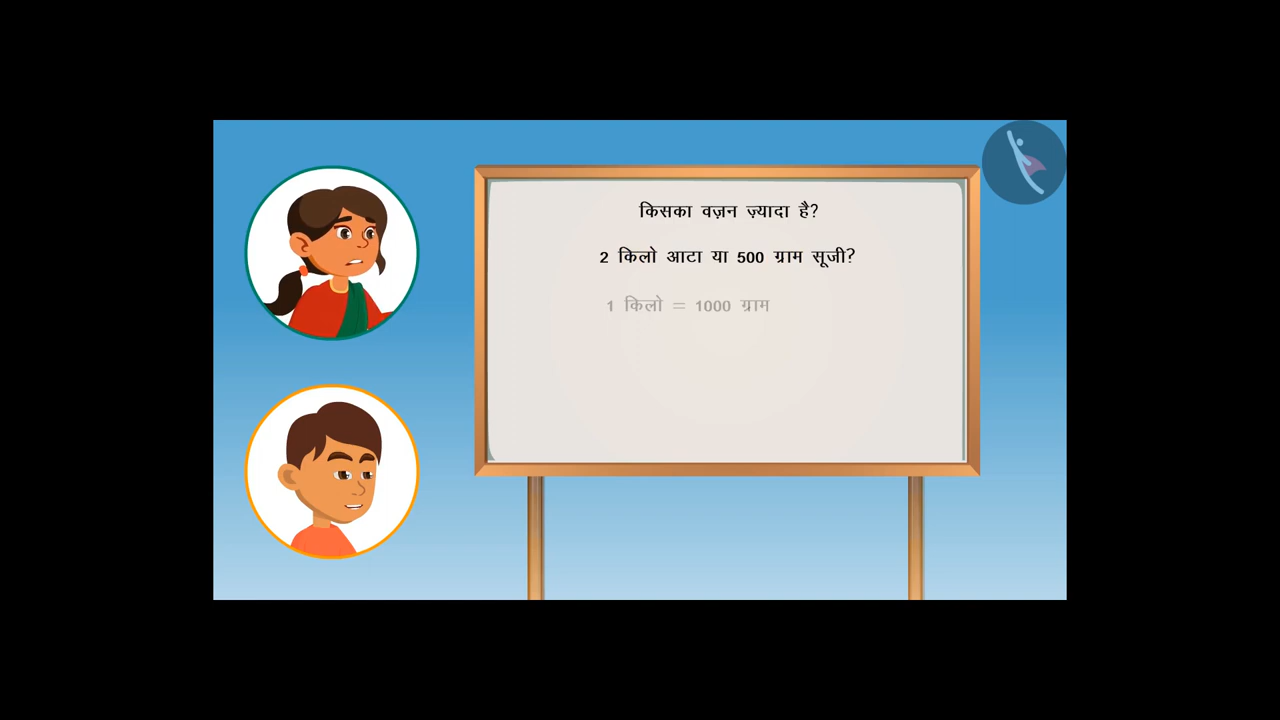 किसका वज़न ज़्यादा है?
2 किलो आटा या 500 ग्राम सूजी?
1 किलो = 1000 ग्राम